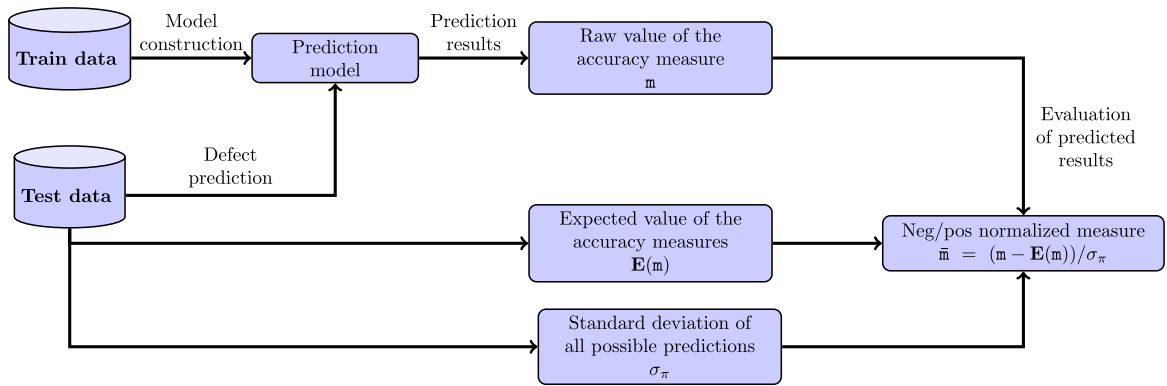 Train data
Model
construction
Prediction
model
Prediction
results
Raw value of the
accuracy measure
m
Evaluation
of predicted
results
Test data
Defect
prediction
Expected value of the
accuracy measures
E(m)
Neg/pos normalized measure
m̄ = (m − E(m))/σ_π
Standard deviation of
all possible predictions
σ_π